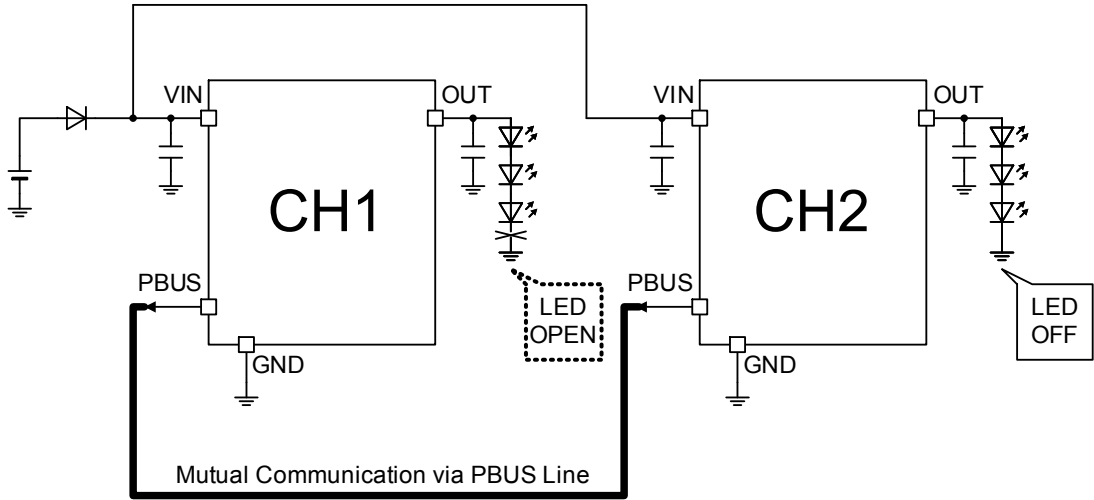 VIN
OUT
CH1
PBUS
GND
LED
OPEN
VIN
OUT
CH2
PBUS
GND
LED
OFF
Mutual Communication via PBUS Line